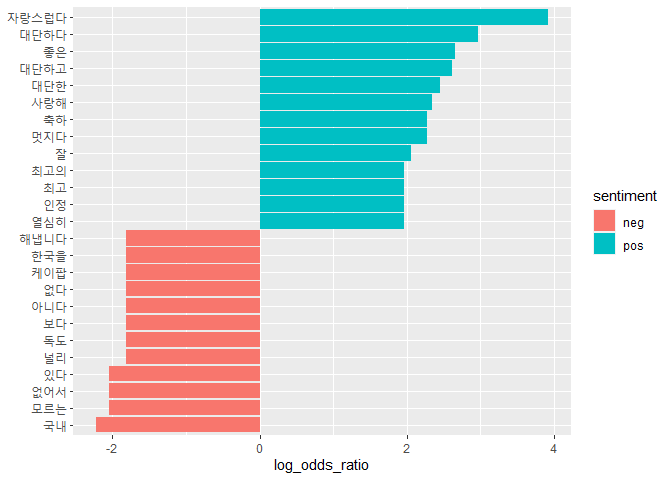 자랑스럽다
대단하다
좋은
대단하고
대단한
사랑해
축하
멋지다
잘
최고의
최고
인정
열심히
해냅니다
한국을
케이팝
없다
아니다
보다
독도
널리
있다
없어서
모르는
국내
-2 0 2 4
log_odds_ratio
sentiment
neg
pos